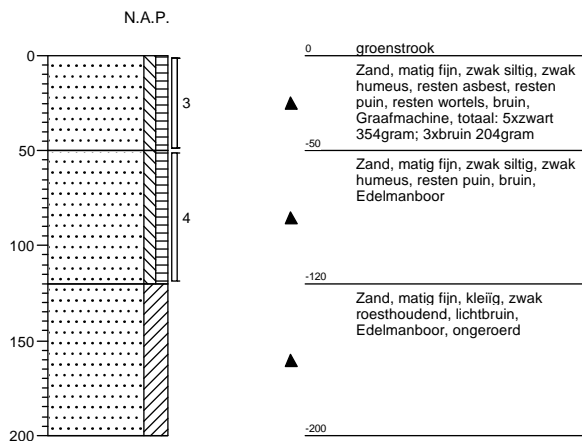 N.A.P.
0
50
100
150
200
3
4
0 groenstrook
Zand, matig fijn, zwak siltig, zwak
humeus, resten asbest, resten
puin, resten wortels, bruin,
Graafmachine, totaal: 5xzwart
354gram; 3xbruin 204gram
-50
Zand, matig fijn, zwak siltig, zwak
humeus, resten puin, bruin,
Edelmanboor
-120
Zand, matig fijn, kleiïg, zwak
roesthoudend, lichtbruin,
Edelmanboor, ongeroerd
-200